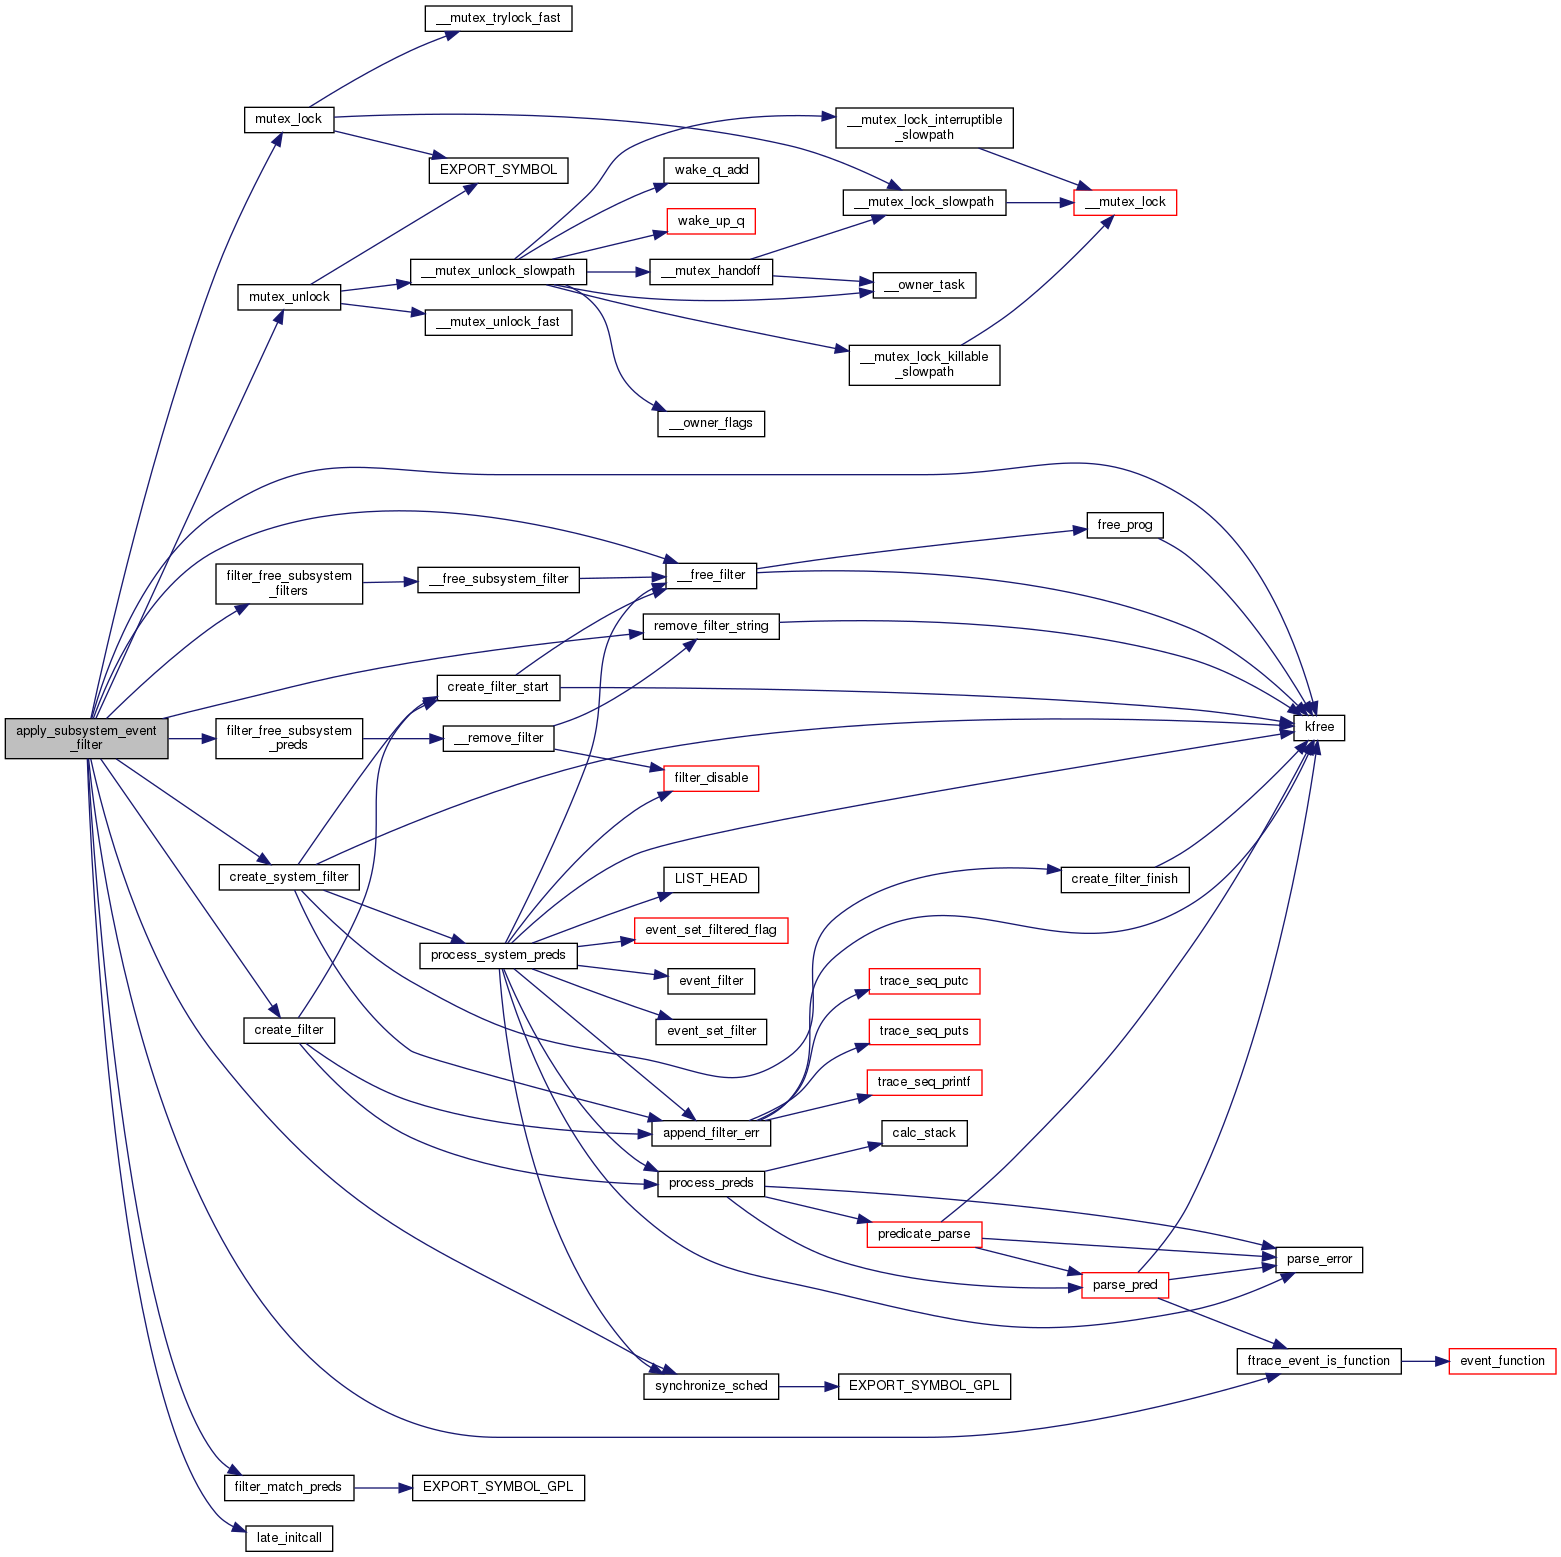 __mutex_trylock_fast
mutex_lock
__mutex_lock_interruptible
_slowpath
EXPORT_SYMBOL
wake_q_add
__mutex_lock_slowpath
__mutex_lock
wake_up_q
__mutex_unlock_slowpath
__mutex_handoff
__owner_task
mutex_unlock
__mutex_unlock_fast
__mutex_lock_killable
_slowpath
__owner_flags
free_prog
filter_free_subsystem
_filters
__free_subsystem_filter
__free_filter
remove_filter_string
create_filter_start
apply_subsystem_event
_filter
filter_free_subsystem
_preds
__remove_filter
kfree
filter_disable
create_system_filter
LIST_HEAD
create_filter_finish
event_set_filtered_flag
process_system_preds
event_filter
trace_seq_putc
create_filter
event_set_filter
trace_seq_puts
trace_seq_printf
append_filter_err
calc_stack
process_preds
predicate_parse
parse_error
parse_pred
ftrace_event_is_function
event_function
synchronize_sched
EXPORT_SYMBOL_GPL
filter_match_preds
EXPORT_SYMBOL_GPL
late_initcall